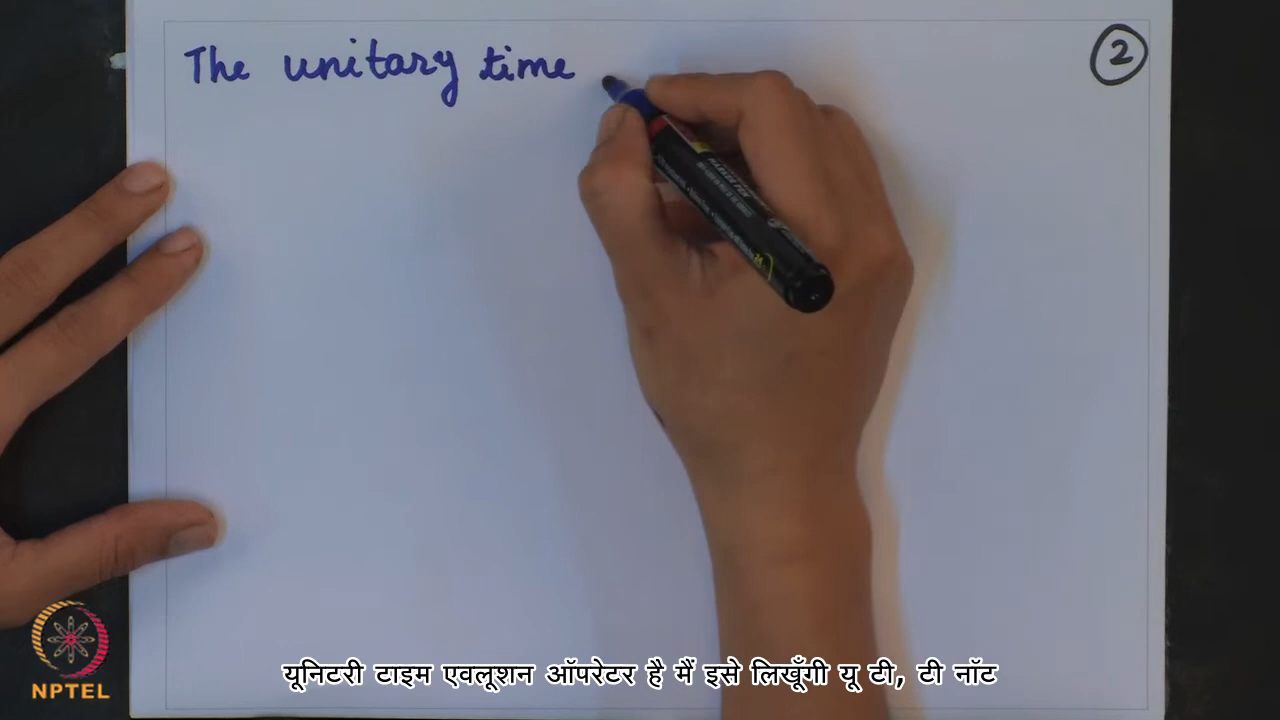 The unitary time
2
NPTEL
यूनिटरी टाइम एवलूशन ऑपरेटर है मैं इसे लिखूँगी यू टी, टी नॉट